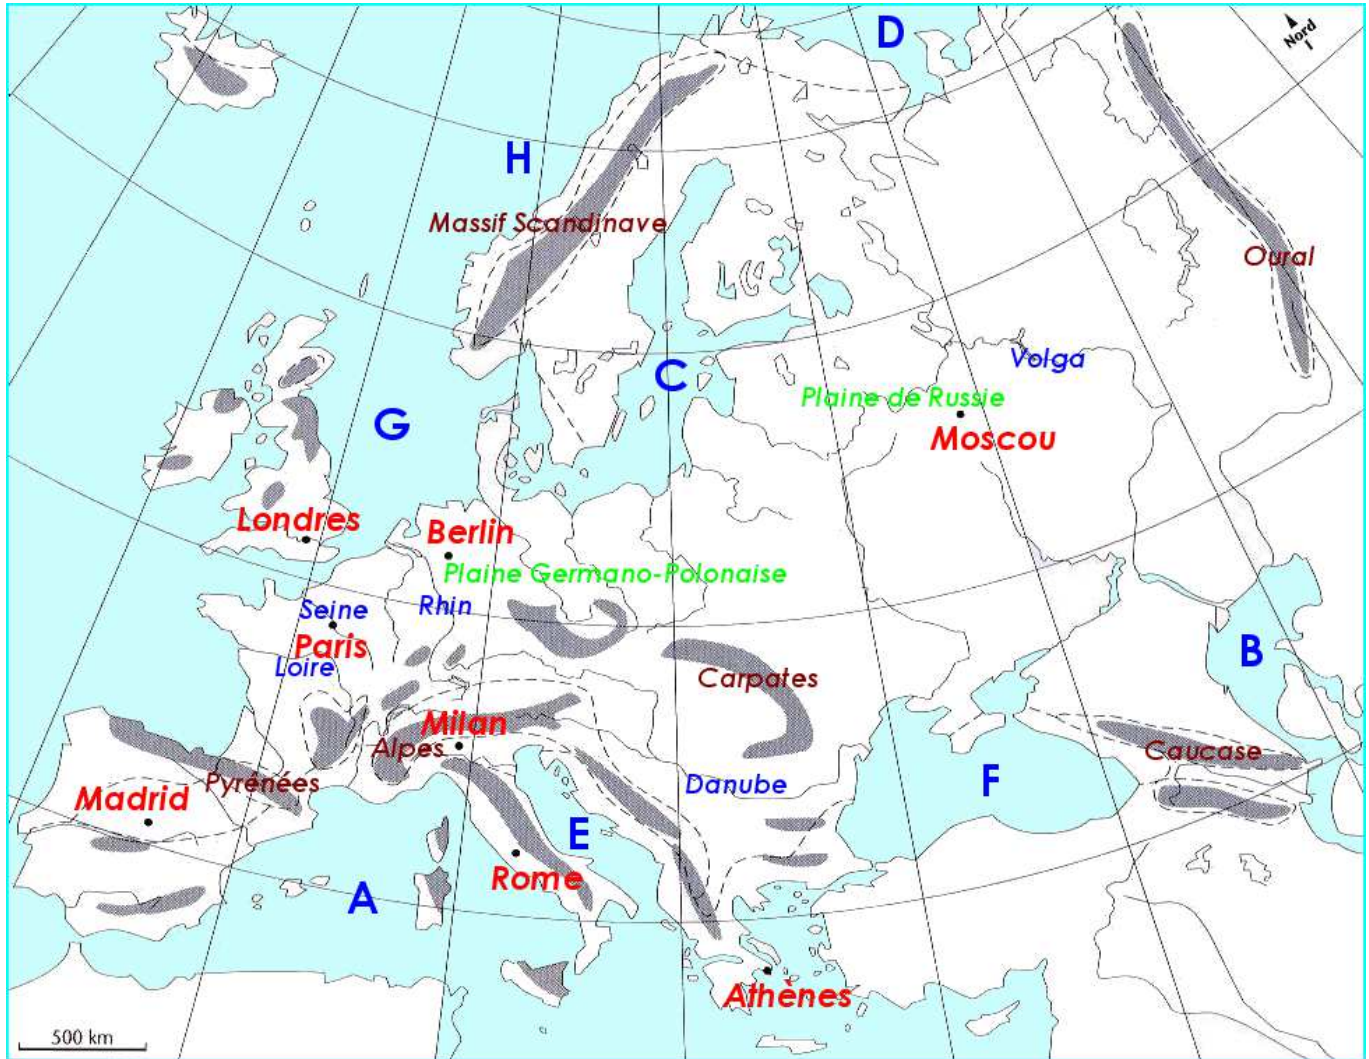 D
Nord
H
Massif Scandinave
Oural
Volga
C
Plaine de Russie
G
Moscou
Londres
Berlin
Plaine Germano-Polonaise
Seine
Rhin
Paris
Loire
B
Carpates
Milan
Alpes
Caucase
Pyrénées
Danube
F
Madrid
E
Rome
A
Athènes
500 km